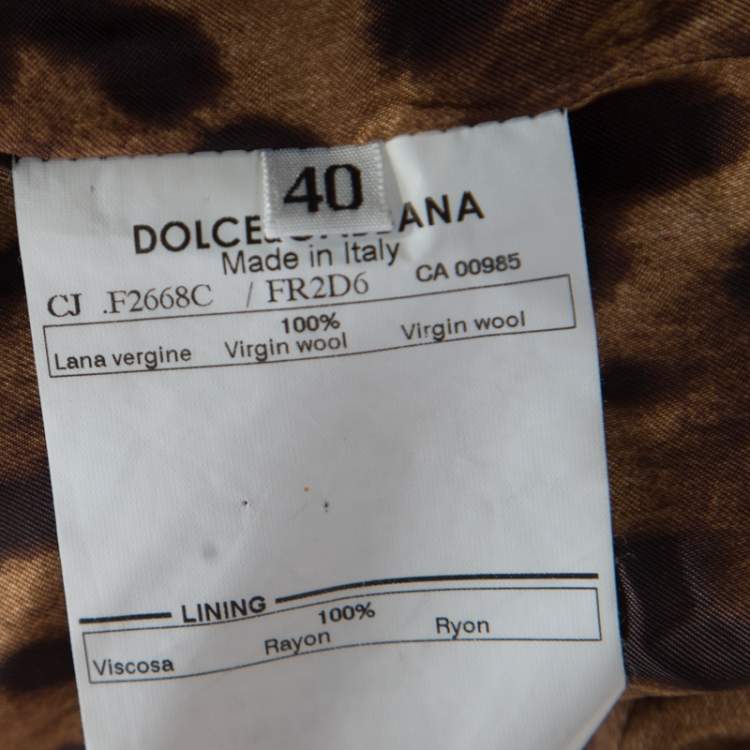 40
DOLCE ANA
Made in Italy
CJ .F2668C / FR2D6 CA 00985
100%
Lana vergine Virgin wool Virgin wool
LINING
100%
Viscosa Rayon Ryon